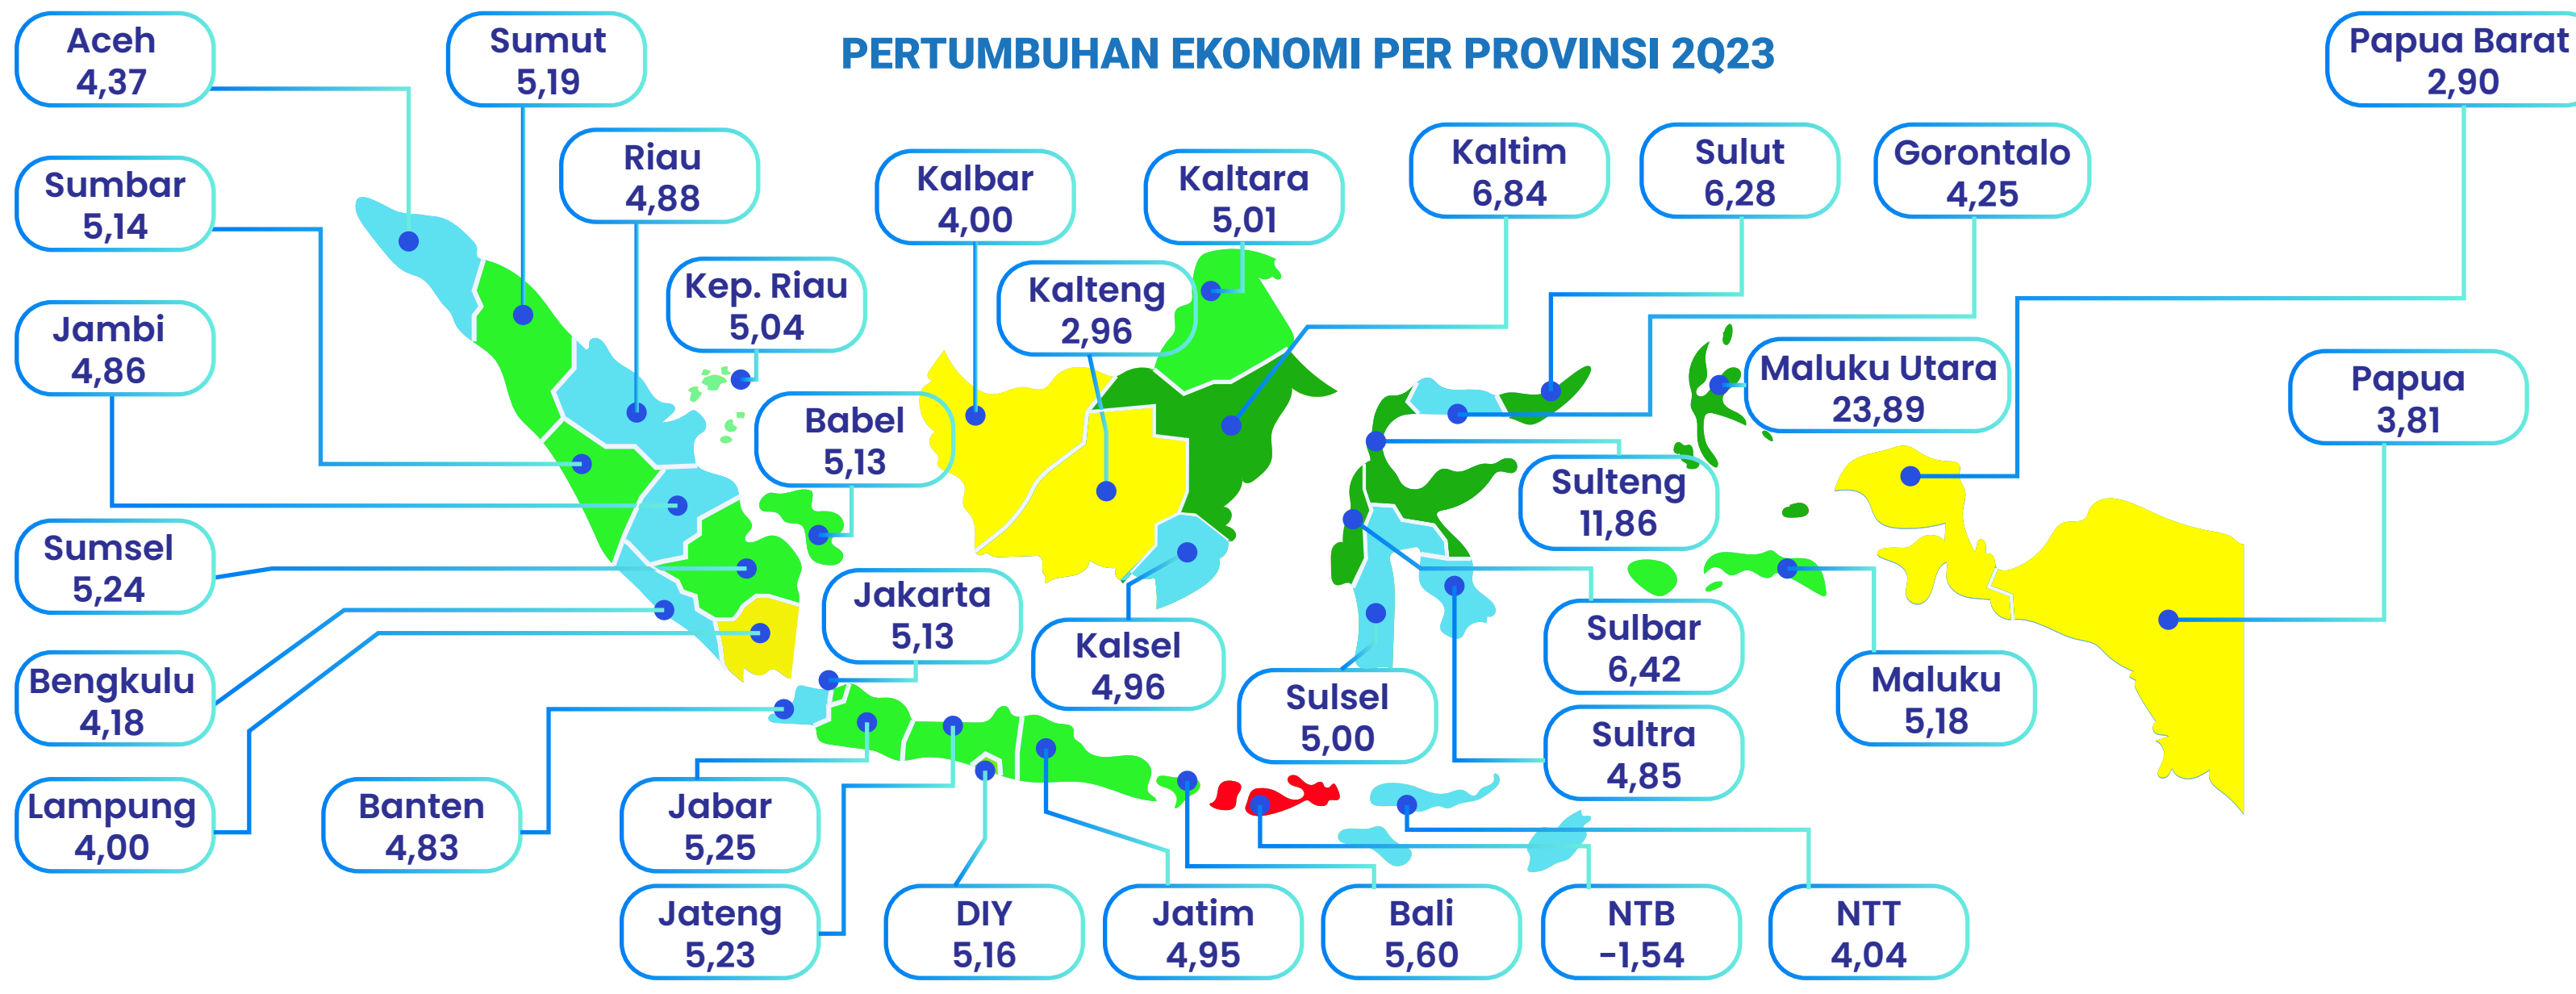 PERTUMBUHAN EKONOMI PER PROVINSI 2Q23
Aceh
4,37
Sumut
5,19
Papua Barat
2,90
Sumbar
5,14
Riau
4,88
Kalbar
4,00
Kaltara
5,01
Kaltim
6,84
Sulut
6,28
Gorontalo
4,25
Jambi
4,86
Kep. Riau
5,04
Kalteng
2,96
Maluku Utara
23,89
Papua
3,81
Babel
5,13
Sulteng
11,86
Sumsel
5,24
Jakarta
5,13
Kalsel
4,96
Sulbar
6,42
Bengkulu
4,18
Sulsel
5,00
Maluku
5,18
Sultra
4,85
Lampung
4,00
Banten
4,83
Jabar
5,25
Jateng
5,23
DIY
5,16
Jatim
4,95
Bali
5,60
NTB
-1,54
NTT
4,04